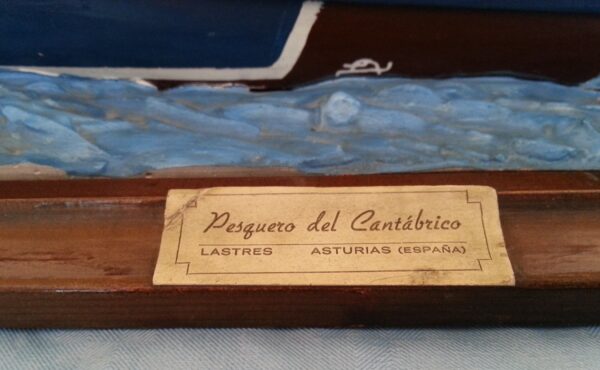 Pesquero del Cantábrico
LASTRES ASTURIAS (ESPAÑA)